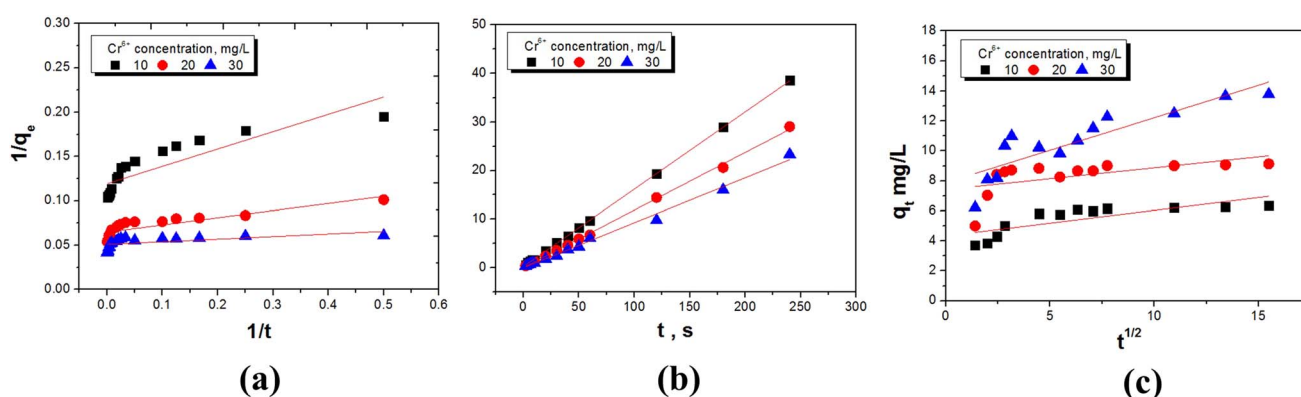 0.30
0.25
0.20
0.15
0.10
0.05
0.00
1/qₑ
Cr⁶⁺ concentration, mg/L
10 20 30
0.0 0.1 0.2 0.3 0.4 0.5 0.6
1/t
(a)
50
40
30
20
10
0
Cr⁶⁺ concentration, mg/L
10 20 30
0 50 100 150 200 250 300
t , s
(b)
18
16
14
12
10
8
6
4
2
0
qₜ mg/L
Cr⁶⁺ concentration, mg/L
10 20 30
0 5 10 15
t¹ᐟ²
(c)